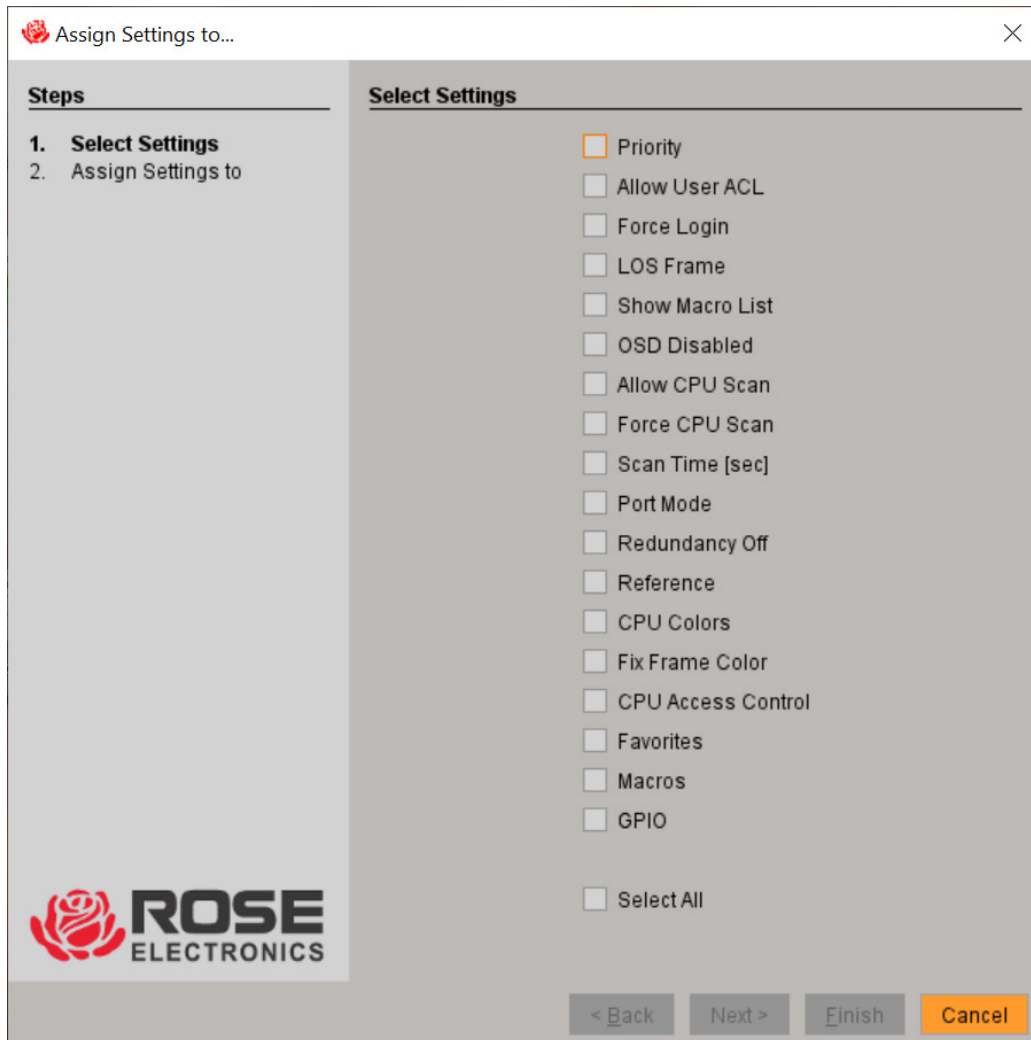 Assign Settings to...
Steps
1. Select Settings
2. Assign Settings to
Select Settings
Priority
Allow User ACL
Force Login
LOS Frame
Show Macro List
OSD Disabled
Allow CPU Scan
Force CPU Scan
Scan Time [sec]
Port Mode
Redundancy Off
Reference
CPU Colors
Fix Frame Color
CPU Access Control
Favorites
Macros
GPIO
Select All
ROSE
ELECTRONICS
< Back Next > Finish Cancel